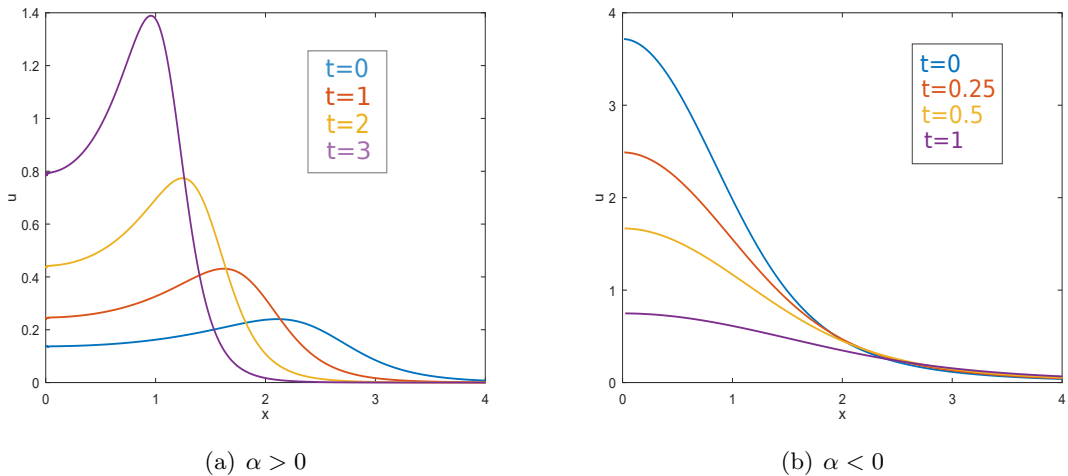 1.4
1.2
1
0.8
0.6
0.4
0.2
0
u
0 1 2 3 4
x
t=0
t=1
t=2
t=3
(a) α > 0
4
3
2
1
0
u
0 1 2 3 4
x
t=0
t=0.25
t=0.5
t=1
(b) α < 0